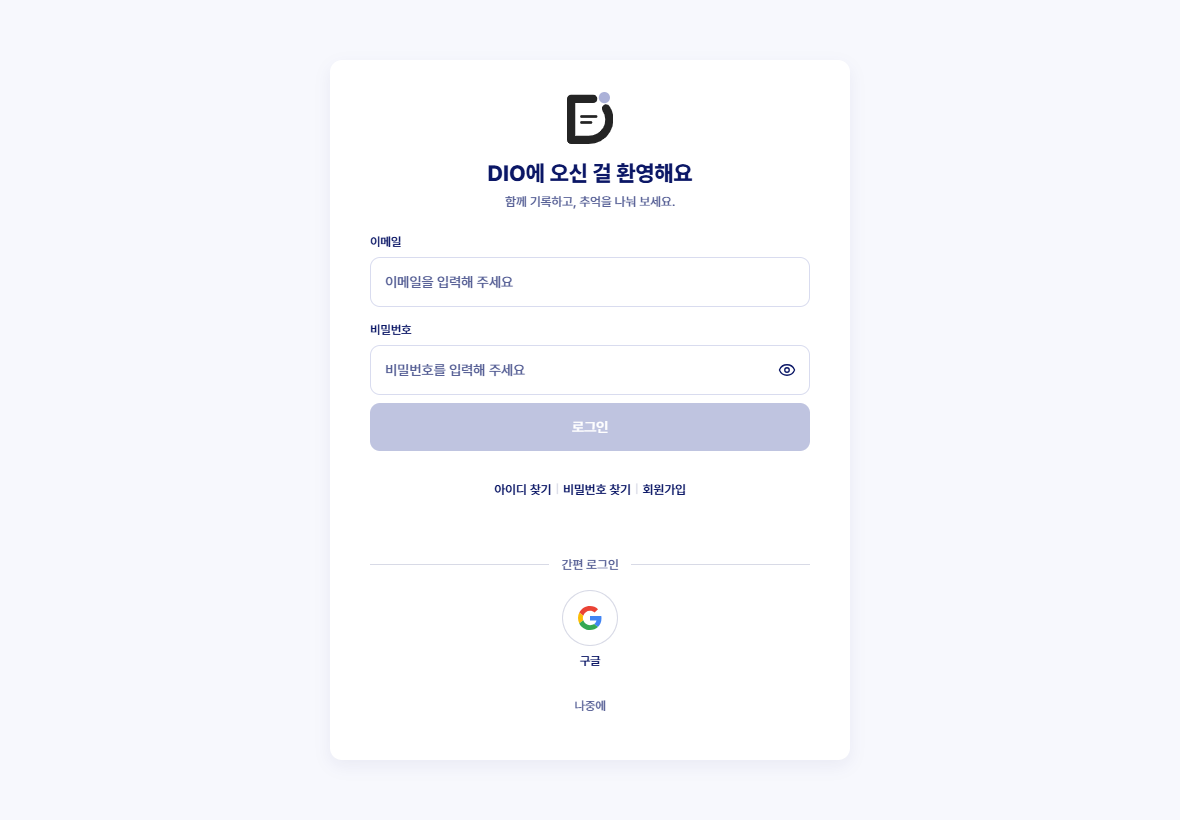 DIO에 오신 걸 환영해요
함께 기록하고, 추억을 나눠 보세요.
이메일
이메일을 입력해 주세요
비밀번호
비밀번호를 입력해 주세요
로그인
아이디 찾기 | 비밀번호 찾기 | 회원가입
간편 로그인
구글
나중에